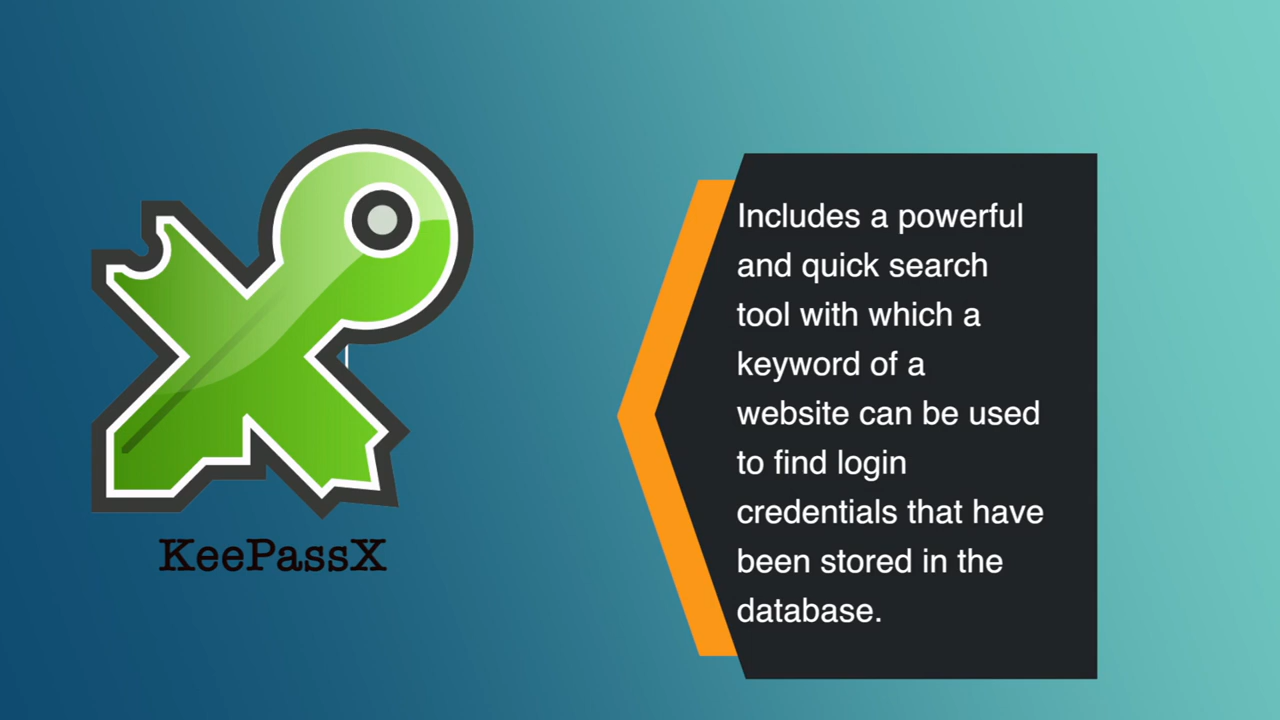 Includes a powerful
and quick search
tool with which a
keyword of a
website can be used
to find login
credentials that have
been stored in the
database.
KeePassX